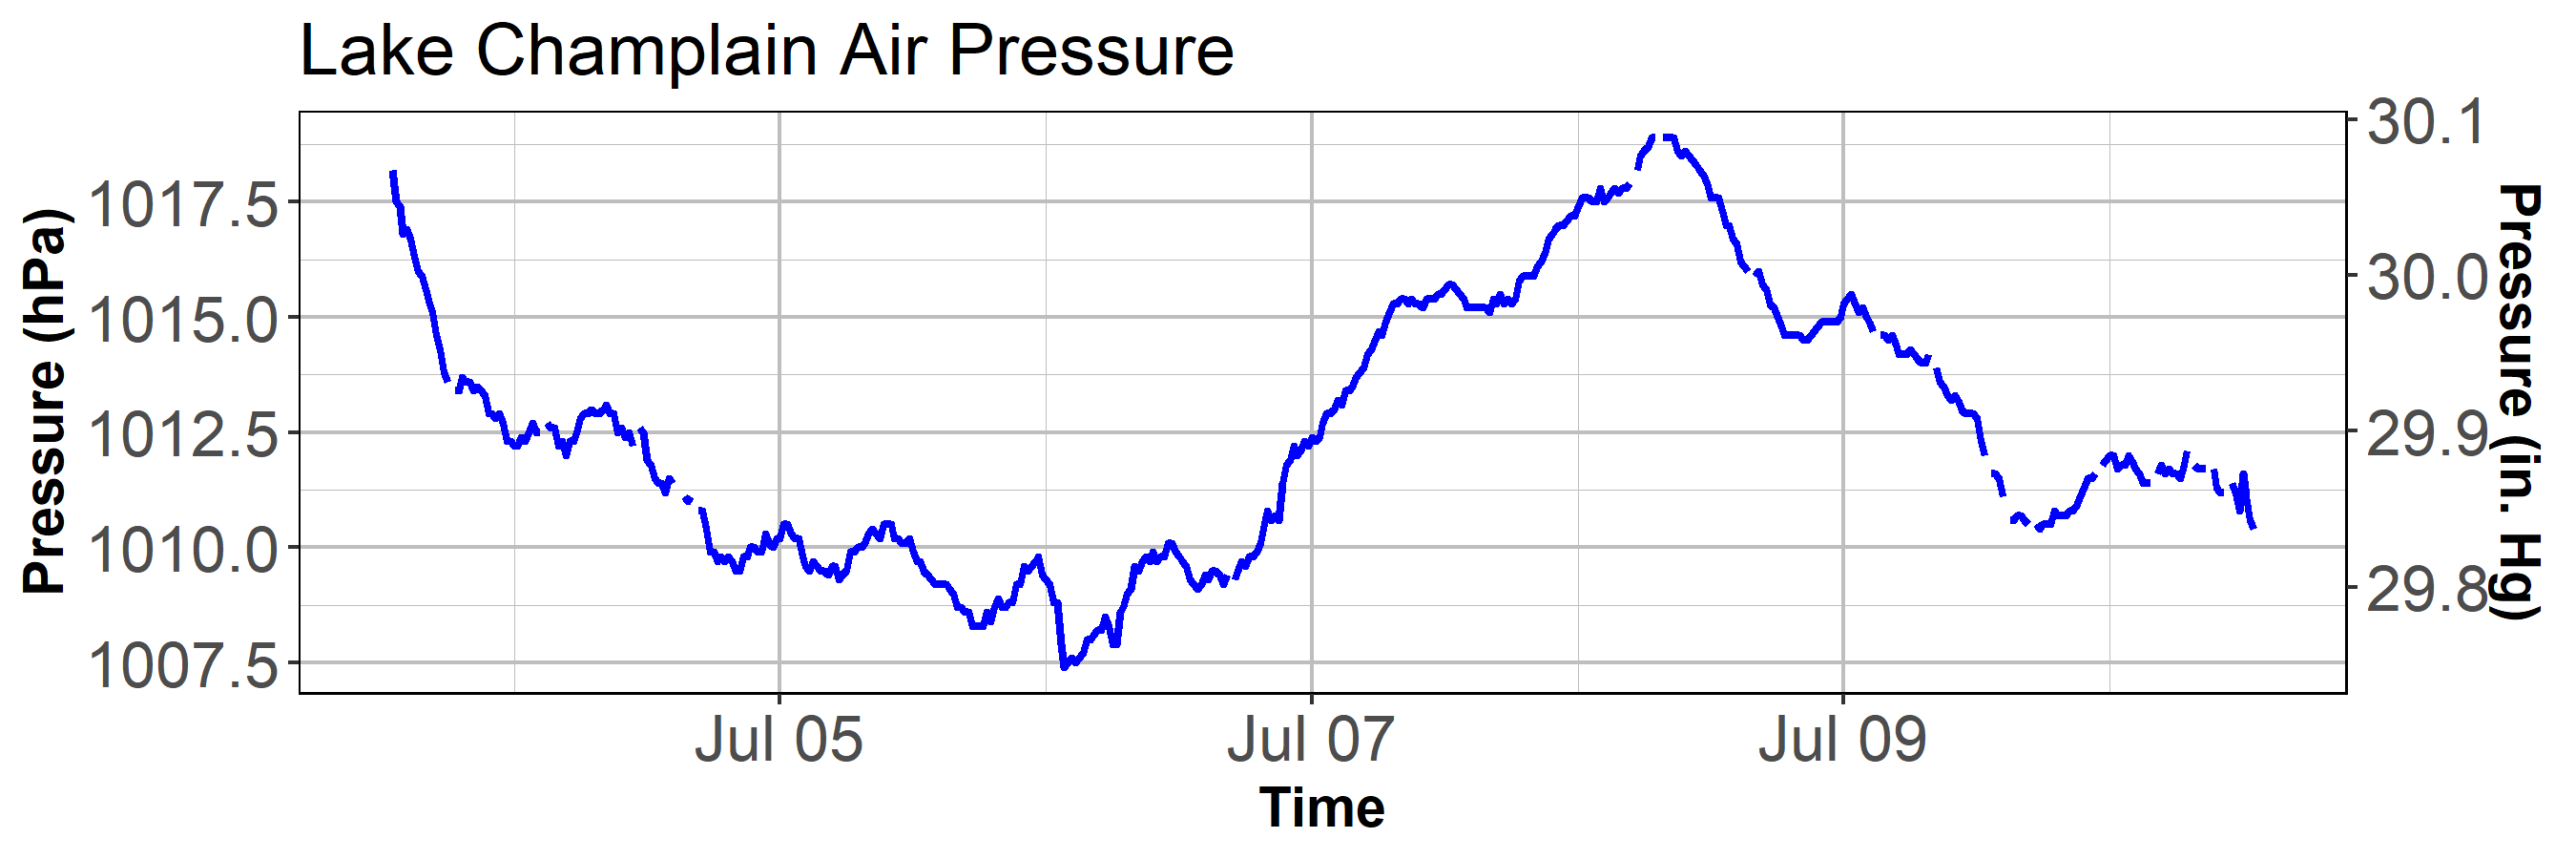 Lake Champlain Air Pressure
Pressure (hPa)
1017.5
1015.0
1012.5
1010.0
1007.5
30.1
30.0
29.9
29.8
Pressure (in. Hg)
Jul 05 Jul 07 Jul 09
Time